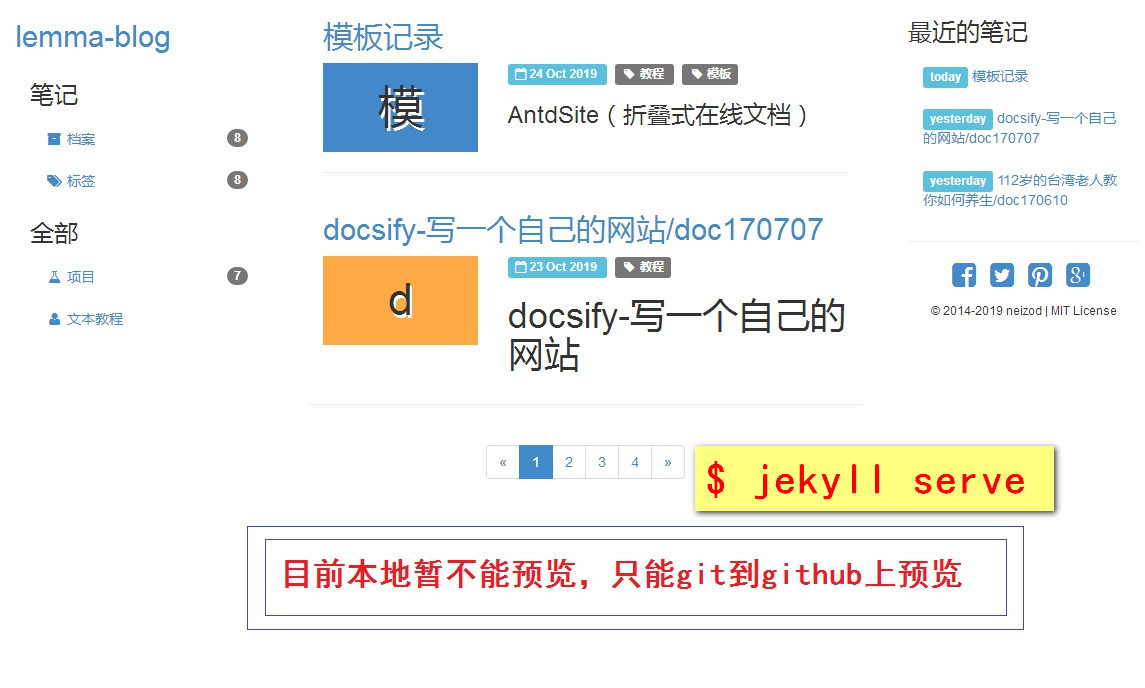 lemma-blog
笔记
档案 8
标签 8
全部
项目 7
文本教程
模板记录
模
24 Oct 2019 教程 模板
AntdSite（折叠式在线文档）
docsify-写一个自己的网站/doc170707
d
23 Oct 2019 教程
docsify-写一个自己的
网站
« 1 2 3 4 »
$ jekyll serve
目前本地暂不能预览，只能git到github上预览
最近的笔记
today 模板记录
yesterday docsify-写一个自己
的网站/doc170707
yesterday 112岁的台湾老人教
你如何养生/doc170610
© 2014-2019 neizod | MIT License